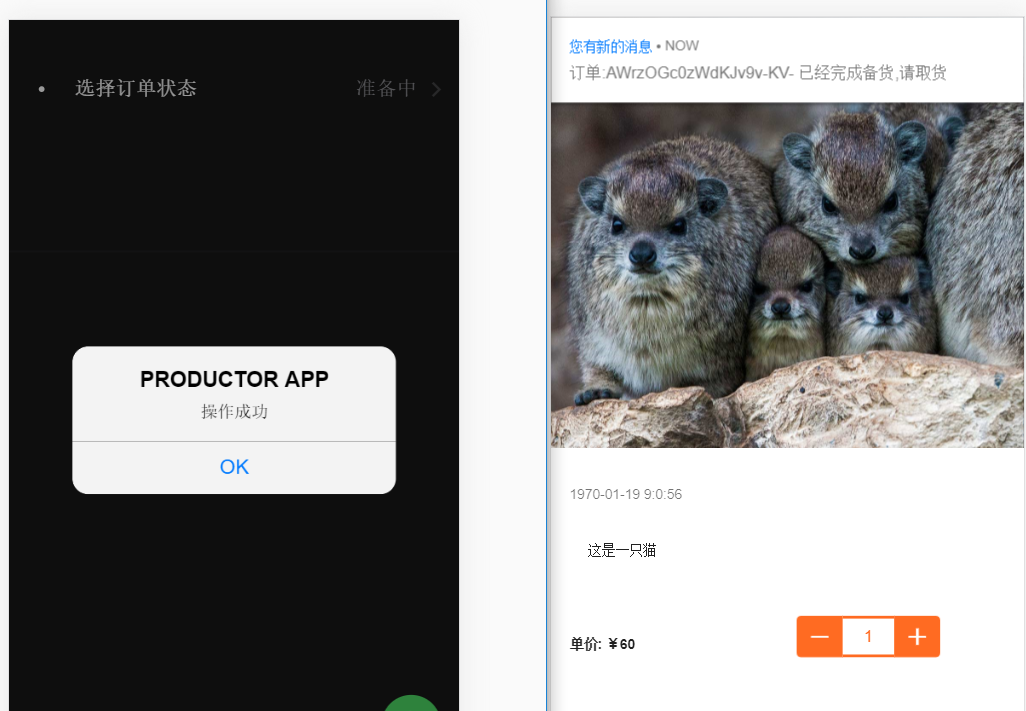 选择订单状态
准备中
PRODUCTOR APP
操作成功
OK
您有新的消息 • NOW
订单:AWrzOGc0zWdKJv9v-KV- 已经完成备货,请取货
1970-01-19 9:0:56
这是一只猫
单价: ￥60
1